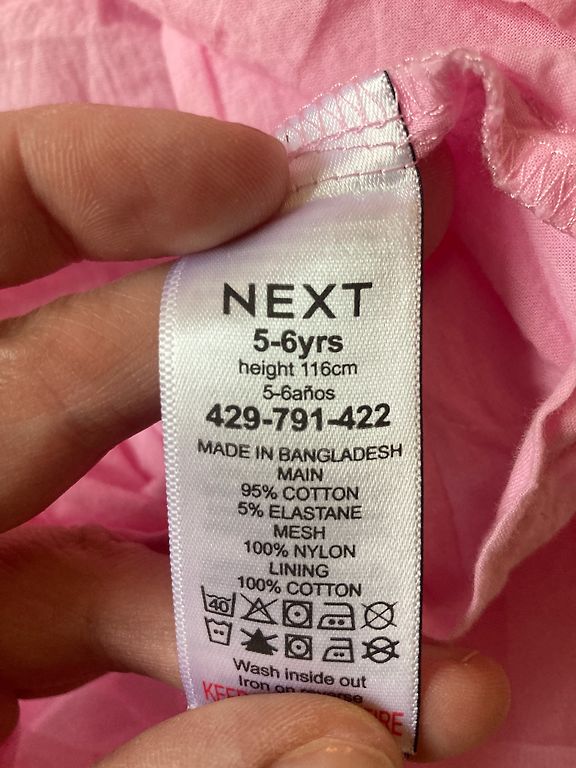 NEXT
5-6yrs
height 116cm
5-6años
429-791-422
MADE IN BANGLADESH
MAIN
95% COTTON
5% ELASTANE
MESH
100% NYLON
LINING
100% COTTON
40
Wash inside out
Iron on reverse